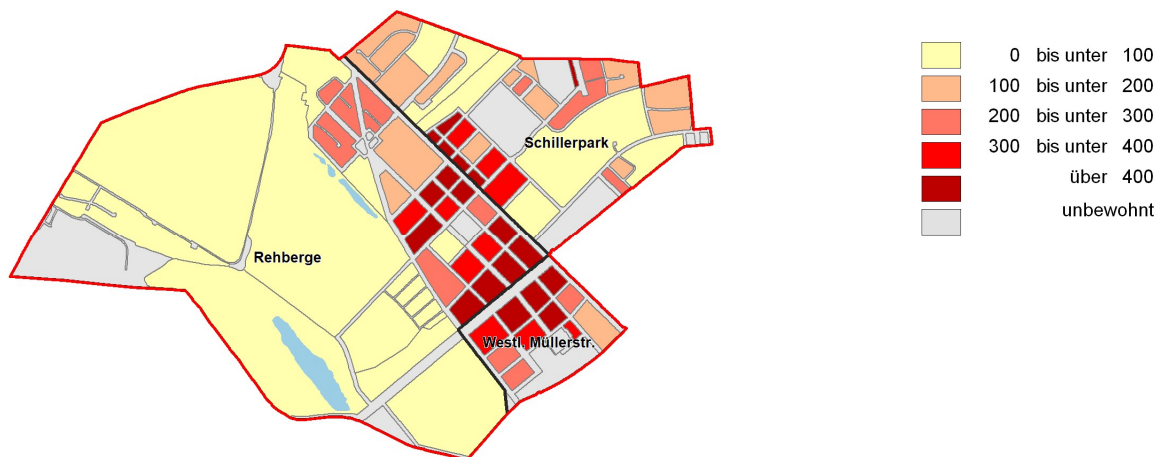 Schillerpark
Rehberge
Westl. Müllerstr.
0 bis unter 100
100 bis unter 200
200 bis unter 300
300 bis unter 400
über 400
unbewohnt